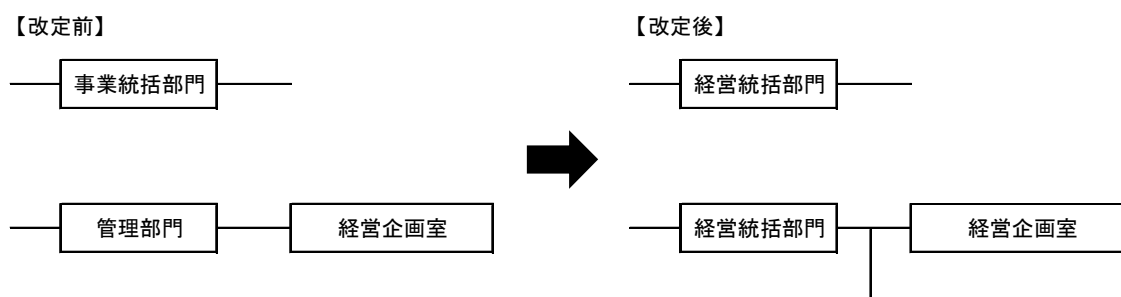 【改定前】
【改定後】
事業統括部門
経営統括部門
管理部門
経営企画室
経営統括部門
経営企画室